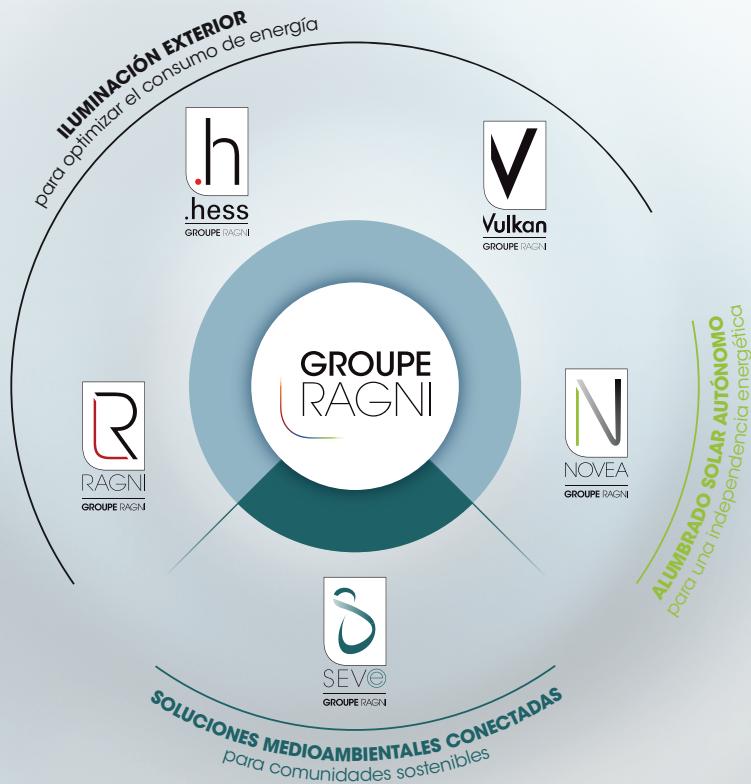 ILUMINACIÓN EXTERIOR
para optimizar el consumo de energía
.h
.hess
GROUPE RAGNI
V
Vulkan
GROUPE RAGNI
GROUPE
RAGNI
R
RAGNI
GROUPE RAGNI
N
NOVEA
GROUPE RAGNI
ALUMBRADO SOLAR AUTÓNOMO
para una independencia energética
SEVe
GROUPE RAGNI
SOLUCIONES MEDIOAMBIENTALES CONECTADAS
para comunidades sostenibles